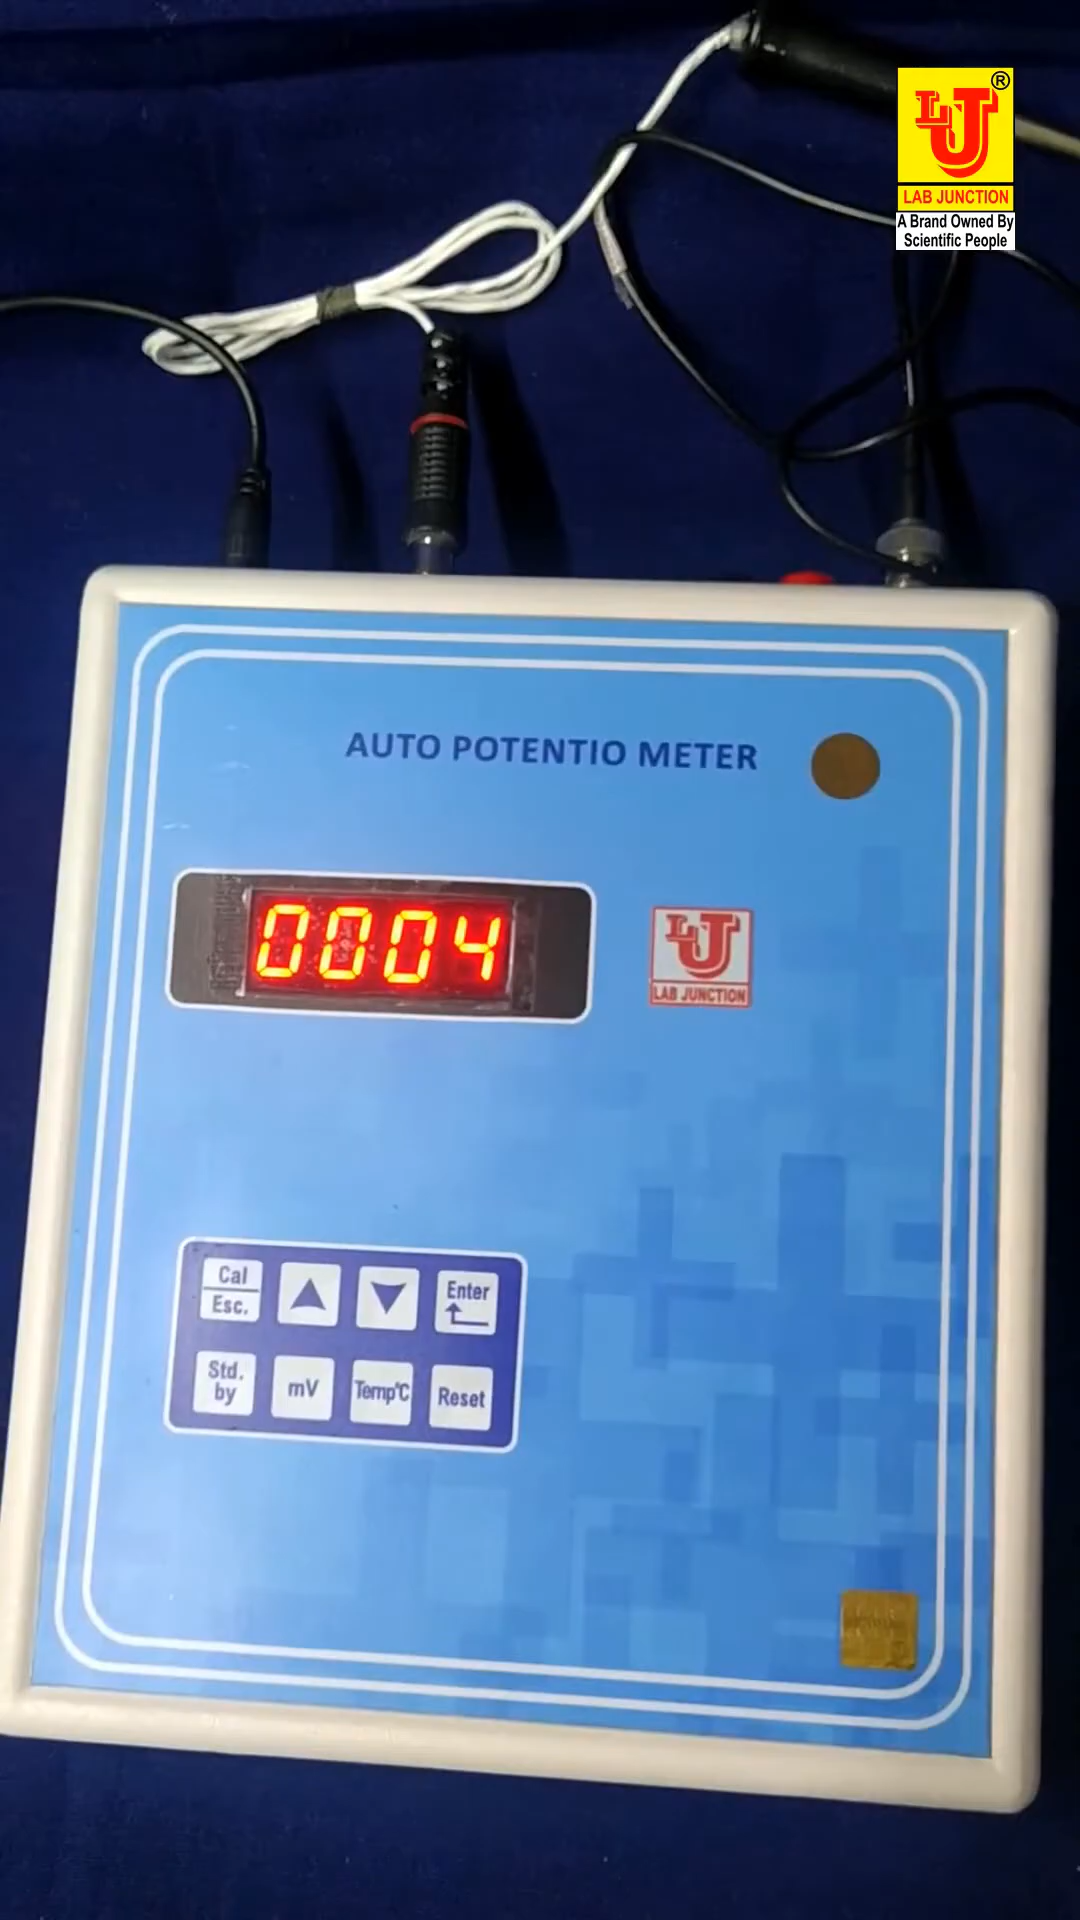 LJ®
LAB JUNCTION
A Brand Owned By
Scientific People
AUTO POTENTIO METER
0004
LJ
LAB JUNCTION
Cal
Esc.
Enter
Std.
by
mV
Temp°C
Reset